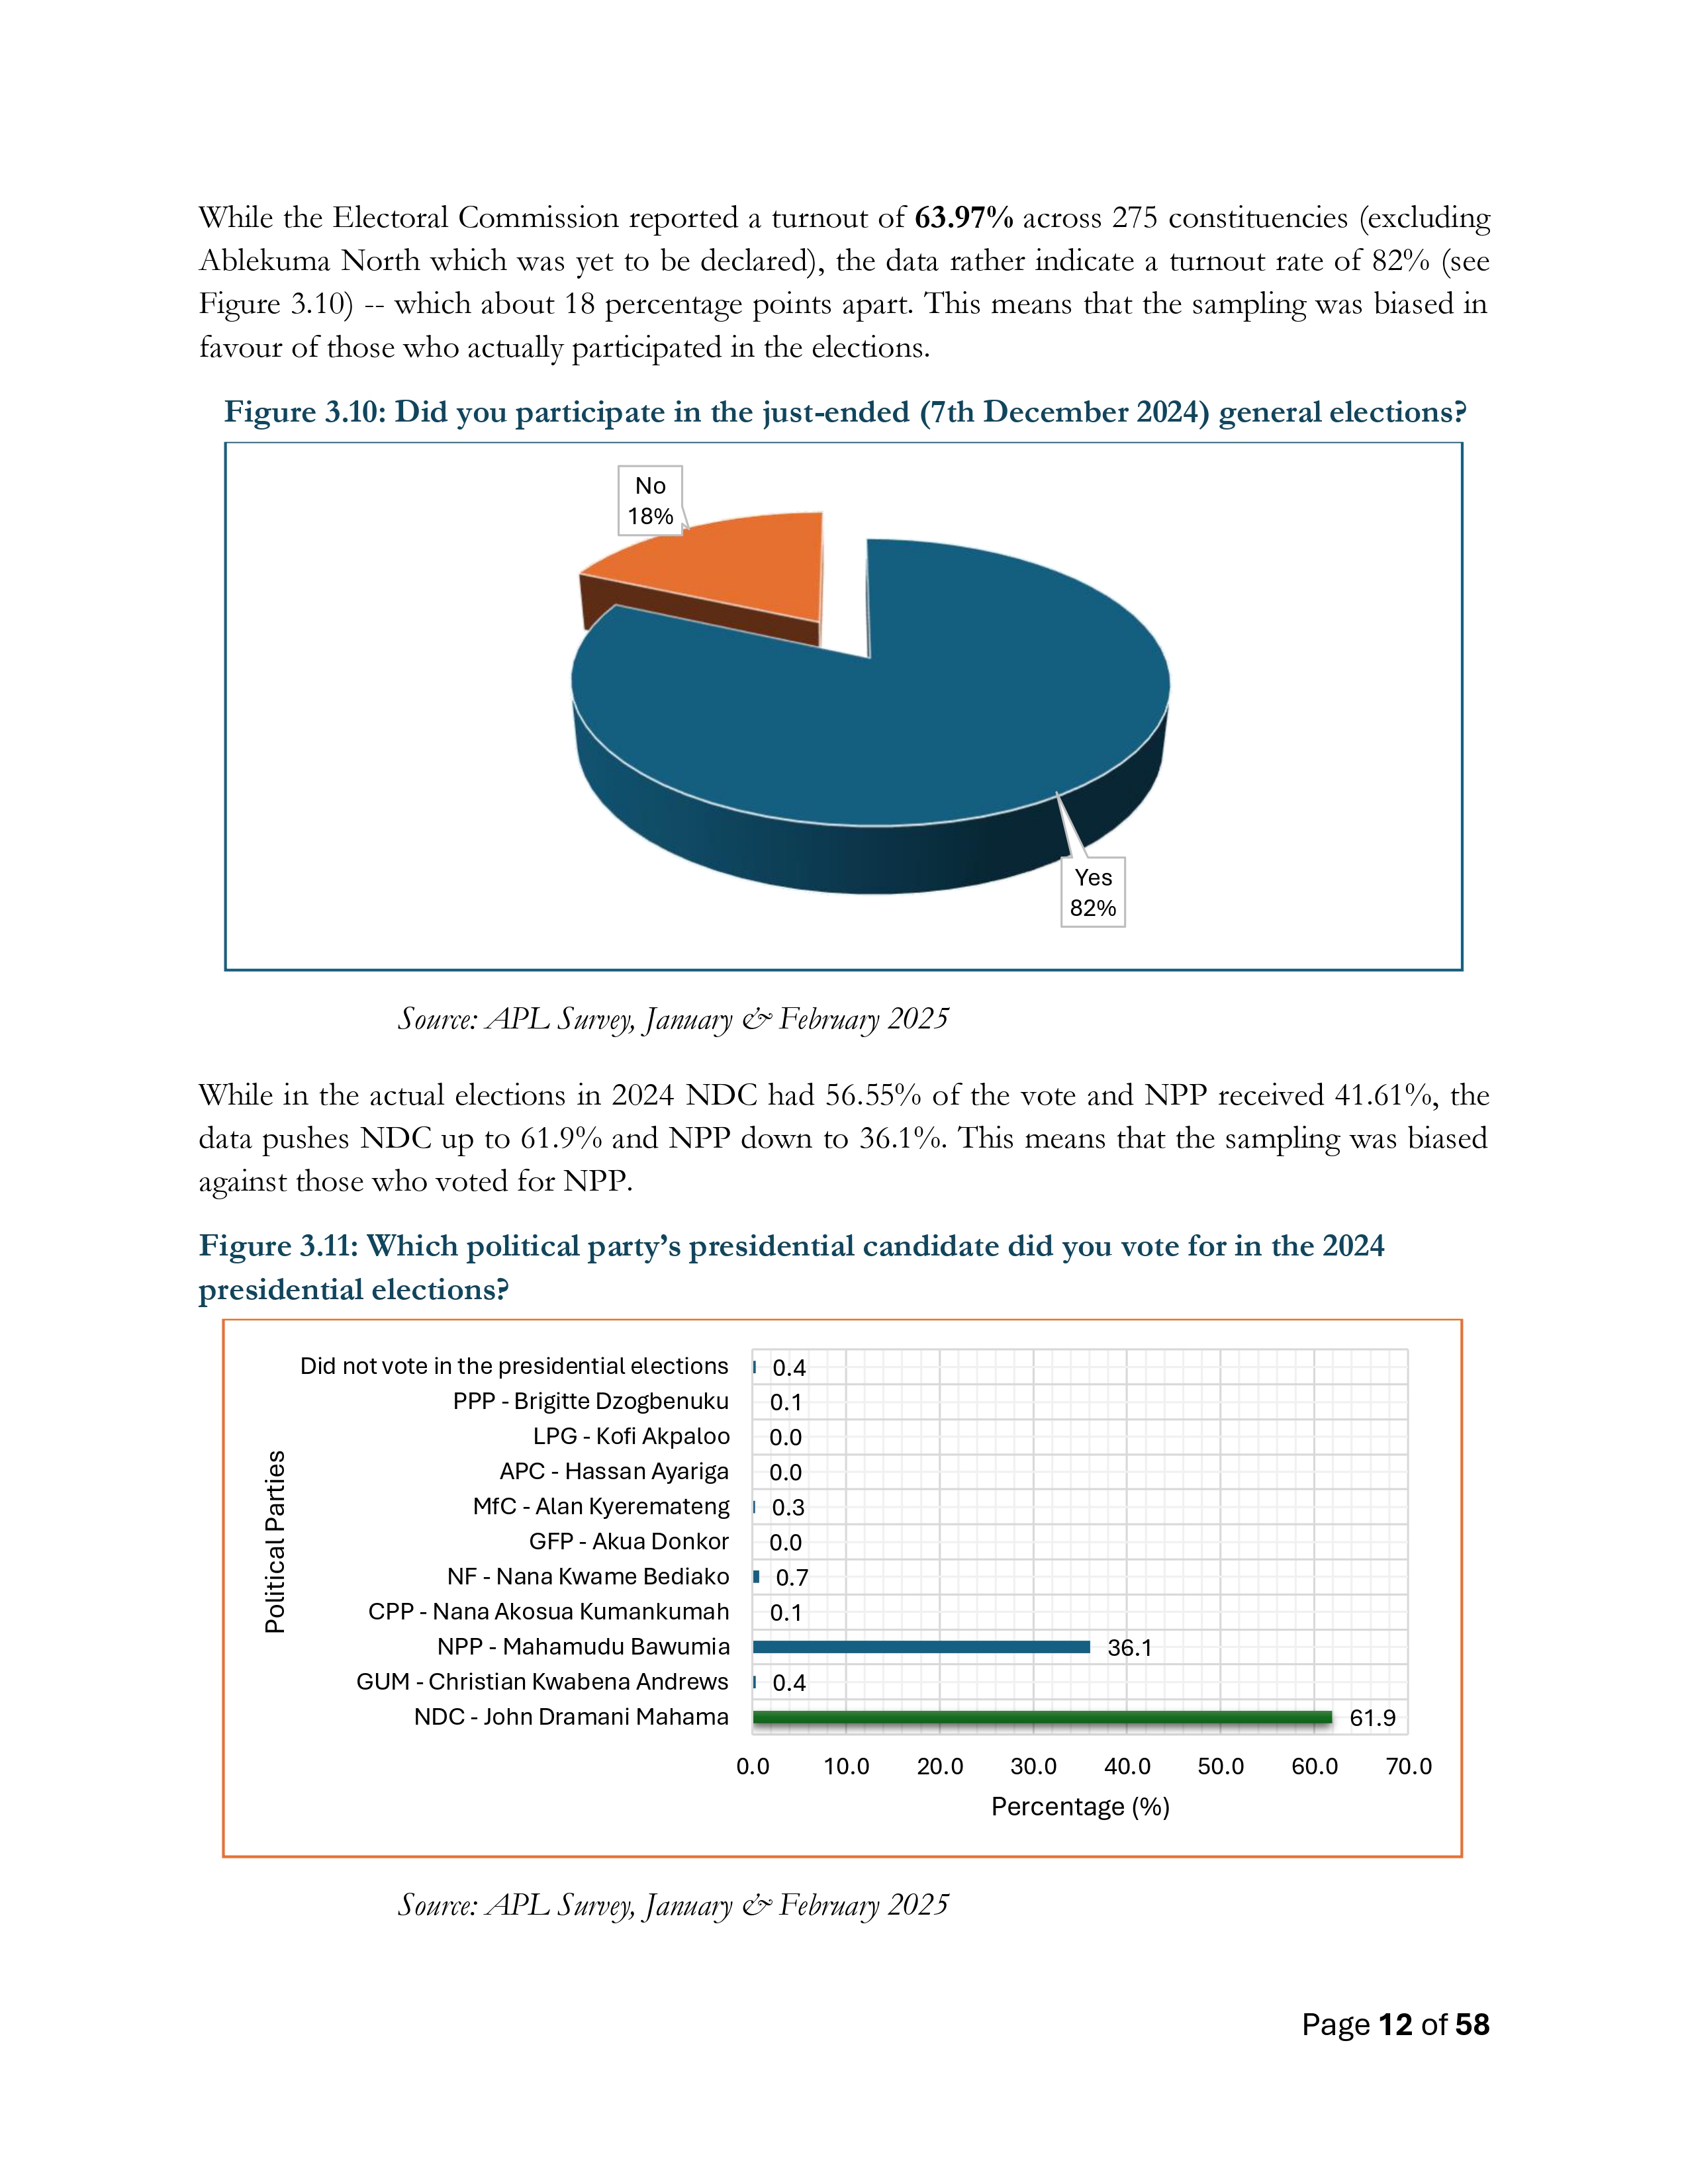 While the Electoral Commission reported a turnout of 63.97% across 275 constituencies (excluding
Ablekuma North which was yet to be declared), the data rather indicate a turnout rate of 82% (see
Figure 3.10) -- which about 18 percentage points apart. This means that the sampling was biased in
favour of those who actually participated in the elections.
Figure 3.10: Did you participate in the just-ended (7th December 2024) general elections?
No
18%
Yes
82%
Source: APL Survey, January & February 2025
While in the actual elections in 2024 NDC had 56.55% of the vote and NPP received 41.61%, the
data pushes NDC up to 61.9% and NPP down to 36.1%. This means that the sampling was biased
against those who voted for NPP.
Figure 3.11: Which political party’s presidential candidate did you vote for in the 2024
presidential elections?
Political Parties
Did not vote in the presidential elections 0.4
PPP - Brigitte Dzogbenuku 0.1
LPG - Kofi Akpaloo 0.0
APC - Hassan Ayariga 0.0
MfC - Alan Kyeremateng 0.3
GFP - Akua Donkor 0.0
NF - Nana Kwame Bediako 0.7
CPP - Nana Akosua Kumankumah 0.1
NPP - Mahamudu Bawumia 36.1
GUM - Christian Kwabena Andrews 0.4
NDC - John Dramani Mahama 61.9
0.0 10.0 20.0 30.0 40.0 50.0 60.0 70.0
Percentage (%)
Source: APL Survey, January & February 2025
Page 12 of 58